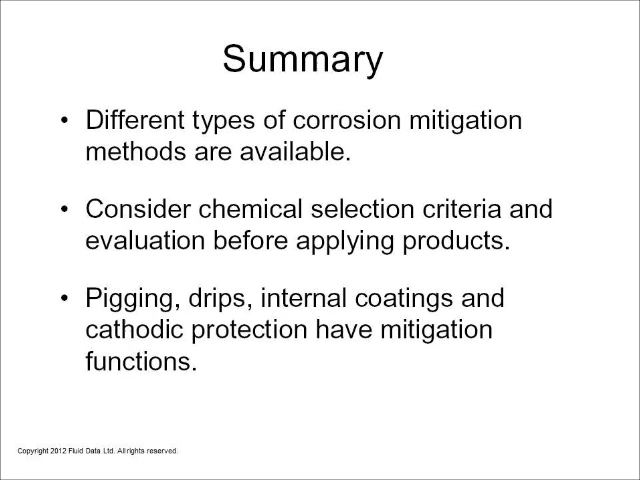 Summary
• Different types of corrosion mitigation
methods are available.
• Consider chemical selection criteria and
evaluation before applying products.
• Pigging, drips, internal coatings and
cathodic protection have mitigation
functions.
Copyright 2012 Fluid Data Ltd. All rights reserved.